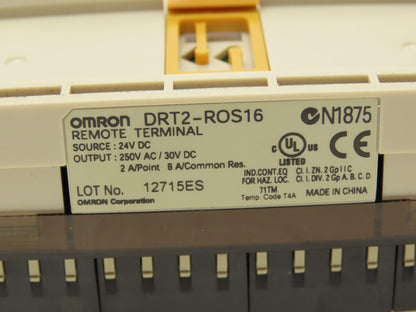 OMRON DRT2-ROS16
REMOTE TERMINAL
SOURCE : 24V DC
OUTPUT : 250V AC / 30V DC
2 A/Point 8 A/Common Res.
LOT No. 12715ES
OMRON Corporation
N1875
C UL US
LISTED
IND.CONT.EQ
FOR HAZ. LOC.
71TM
Temp. Code T4A
Cl. I, ZN. 2 Gp II C
Cl. I, Div. 2 Gp A, B, C, D
MADE IN CHINA